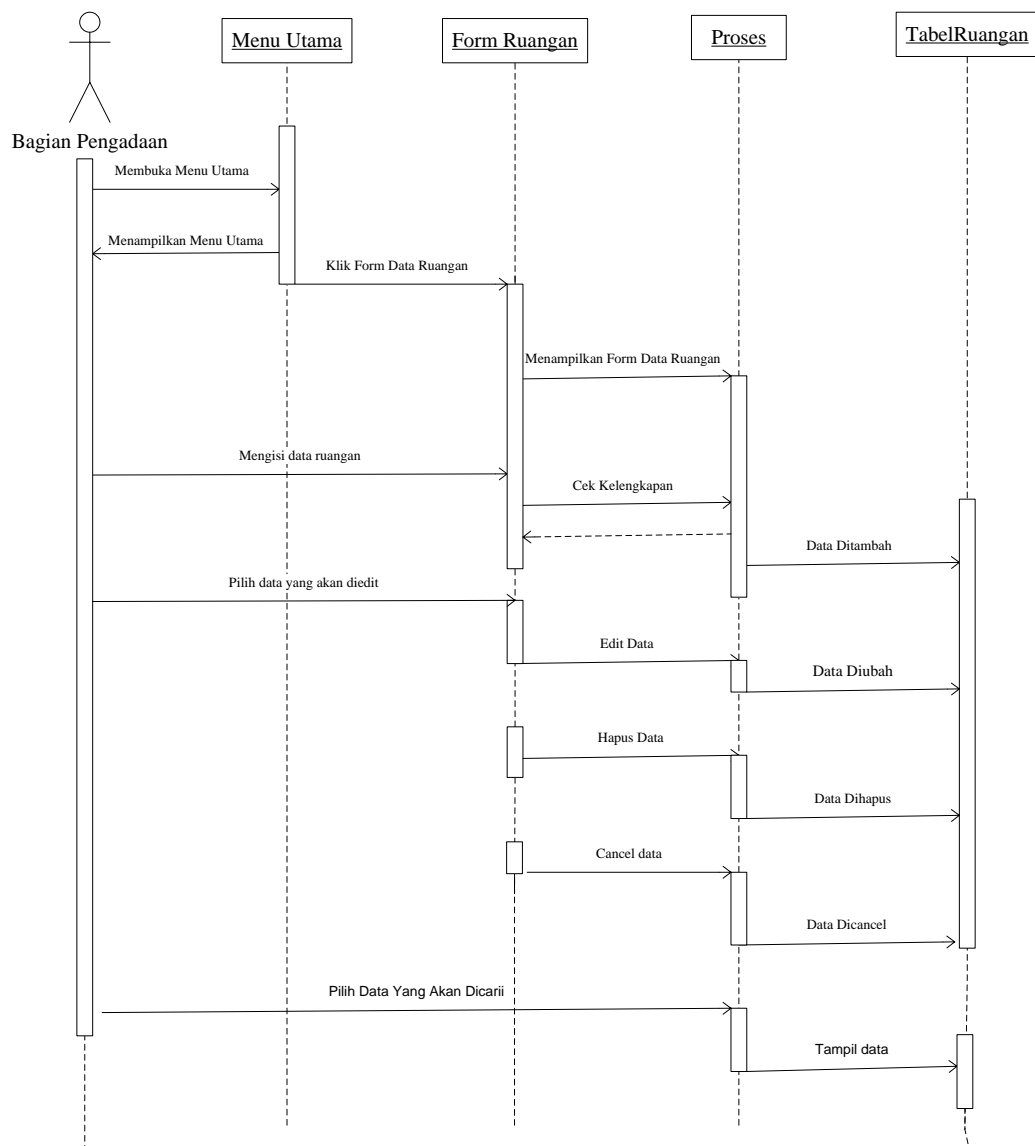 Menu Utama
Form Ruangan
Proses
TabelRuangan
Bagian Pengadaan
Membuka Menu Utama
Menampilkan Menu Utama
Klik Form Data Ruangan
Menampilkan Form Data Ruangan
Mengisi data ruangan
Cek Kelengkapan
Data Ditambah
Pilih data yang akan diedit
Edit Data
Data Diubah
Hapus Data
Data Dihapus
Cancel data
Data Dicancel
Pilih Data Yang Akan Dicarii
Tampil data